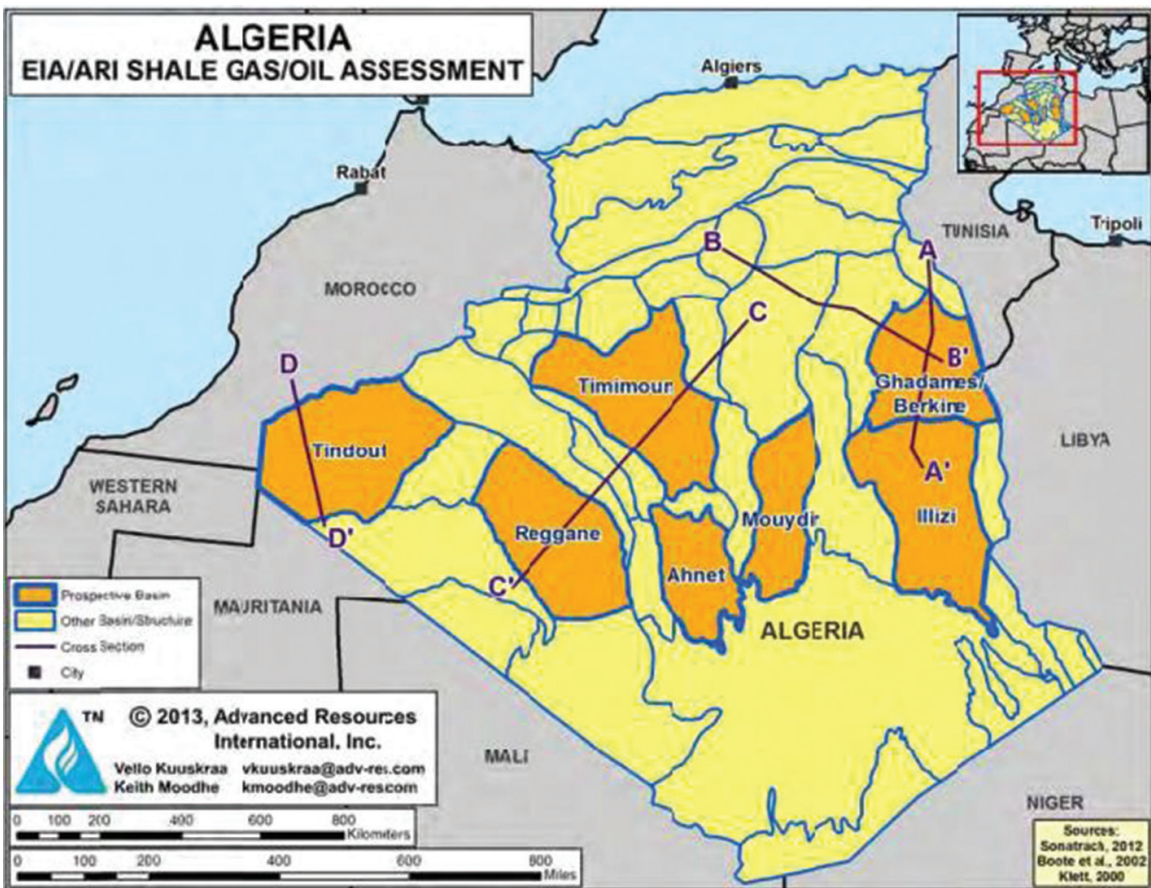 ALGERIA
EIA/ARI SHALE GAS/OIL ASSESSMENT
Algiers
Rabat
Tripoli
TUNISIA
MOROCCO
B
A
C
B'
D
Timimoun
Ghadames/
Berkine
Tindouf
LIBYA
WESTERN
SAHARA
A'
Mouydir
Illizi
Reggane
D'
Ahnet
C'
MAURITANIA
ALGERIA
Prospective Basin
Other Basin/Structure
Cross Section
City
TN
© 2013, Advanced Resources
International, Inc.
Vello Kuuskraa vkuuskraa@adv-res.com
Keith Moodhe kmoodhe@adv-res.com
MALI
NIGER
0 100 200 400 600 800
Kilometers
0 100 200 400 600 800
Miles
Sources:
Sonatrach, 2012
Boote et al., 2002
Klett, 2000